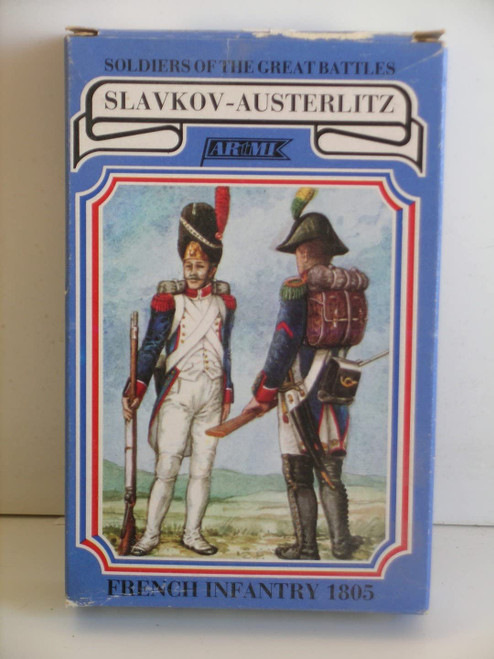 SOLDIERS OF THE GREAT BATTLES
SLAVKOV-AUSTERLITZ
ARMI
FRENCH INFANTRY 1805